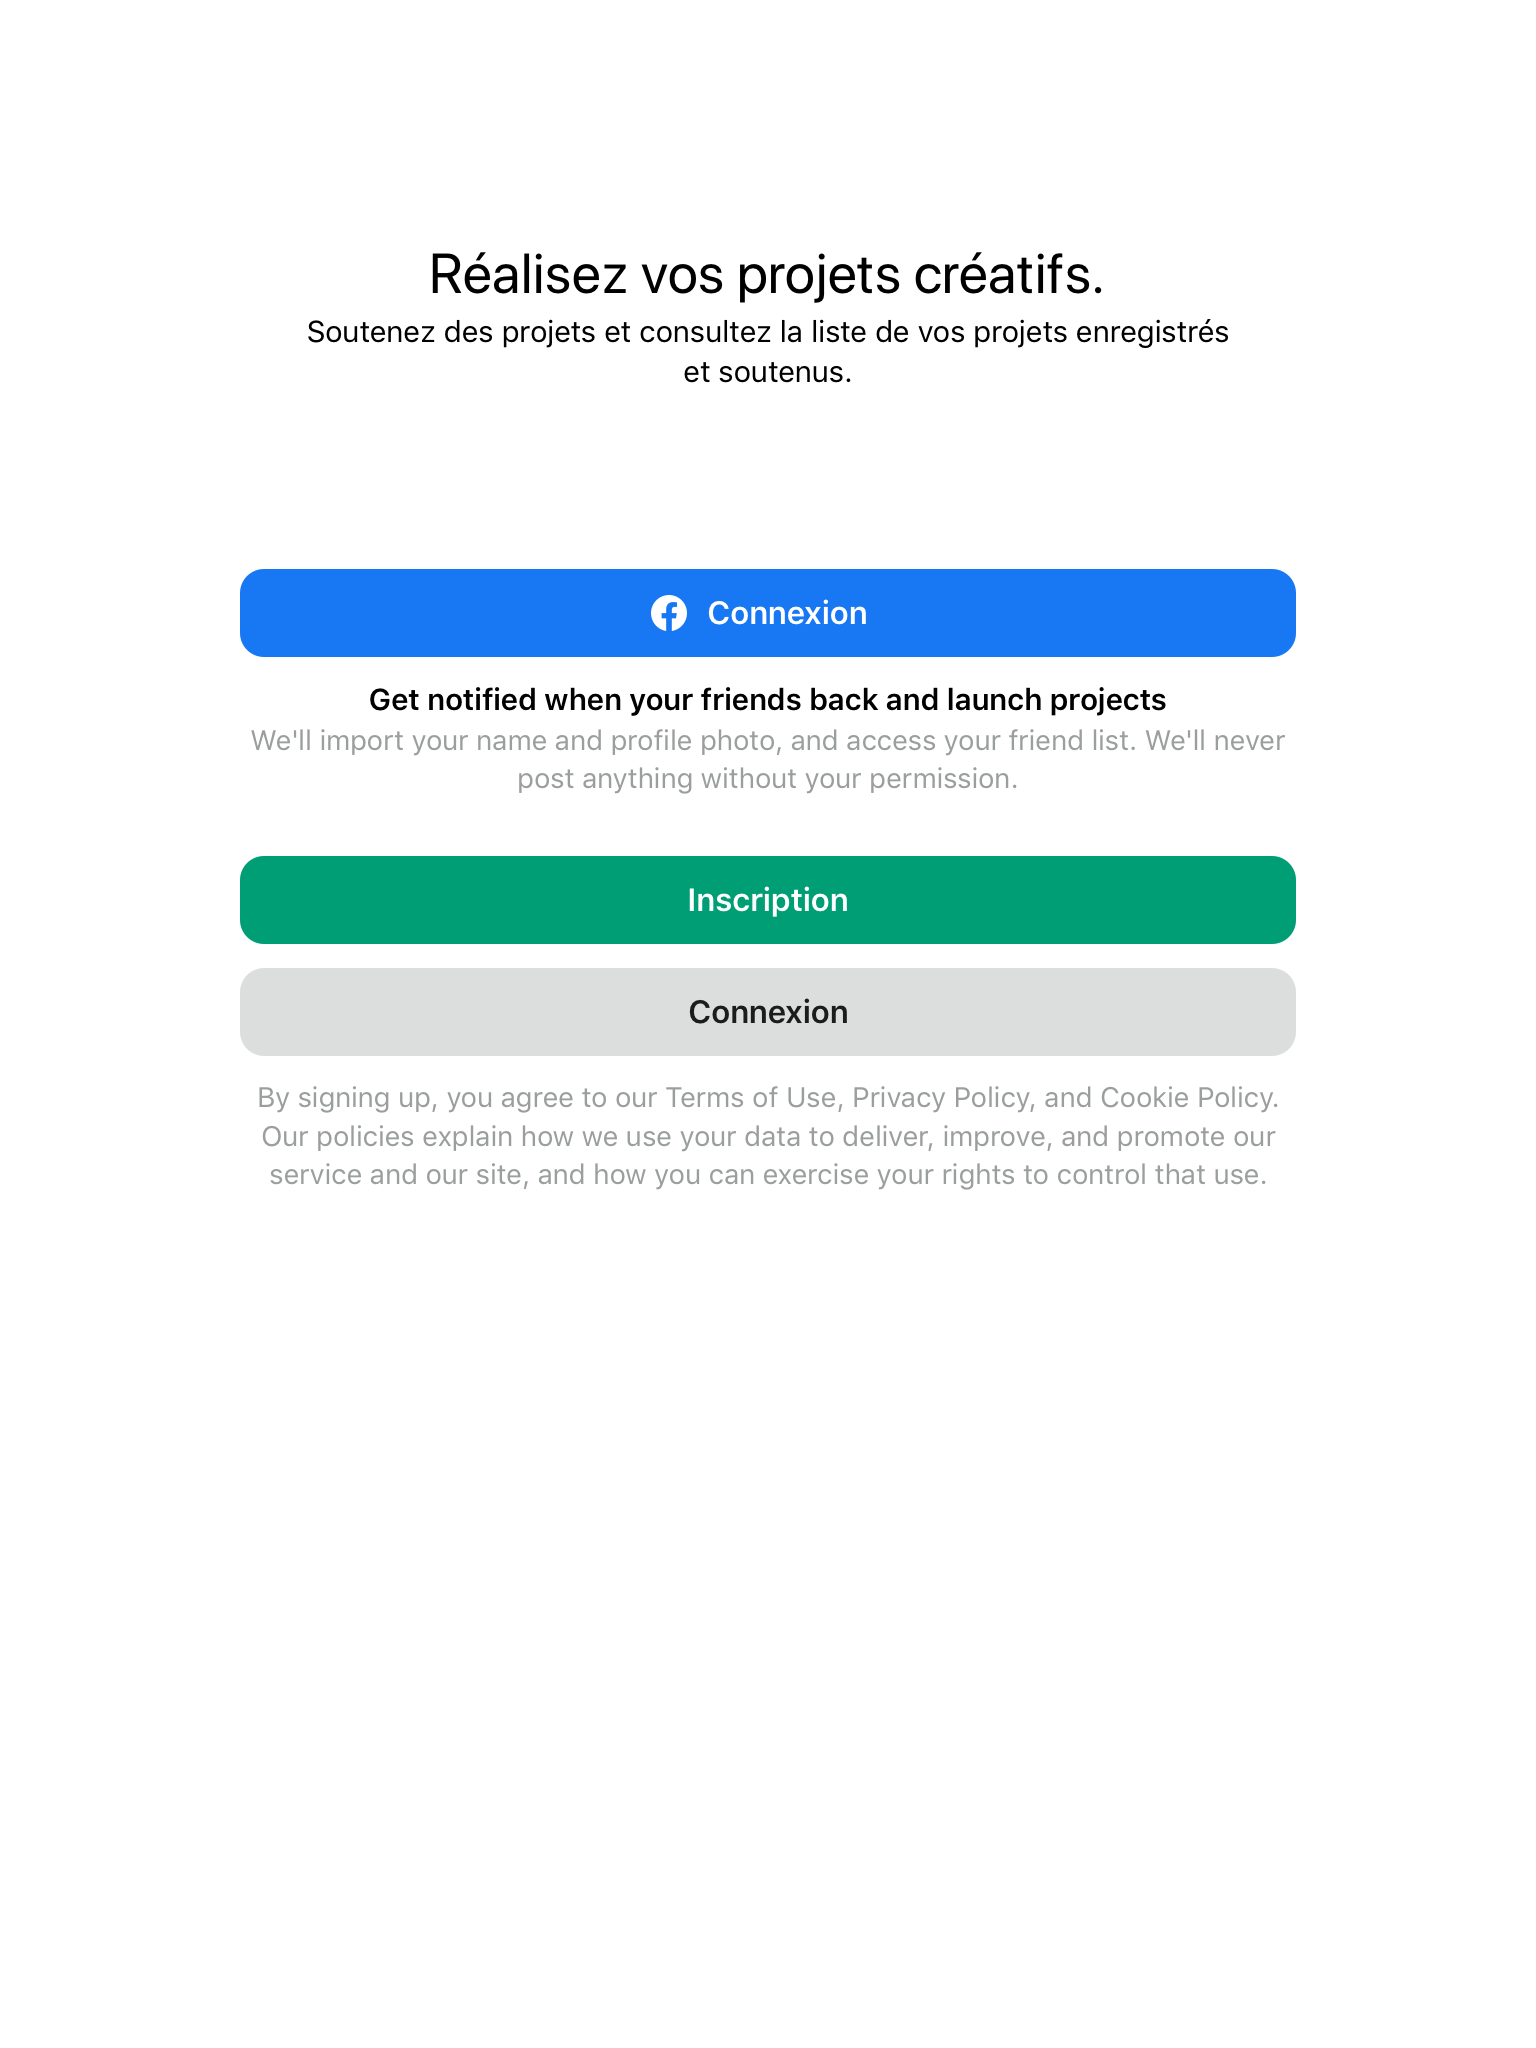 Réalisez vos projets créatifs.
Soutenez des projets et consultez la liste de vos projets enregistrés
et soutenus.
Connexion
Get notified when your friends back and launch projects
We'll import your name and profile photo, and access your friend list. We'll never
post anything without your permission.
Inscription
Connexion
By signing up, you agree to our Terms of Use, Privacy Policy, and Cookie Policy.
Our policies explain how we use your data to deliver, improve, and promote our
service and our site, and how you can exercise your rights to control that use.